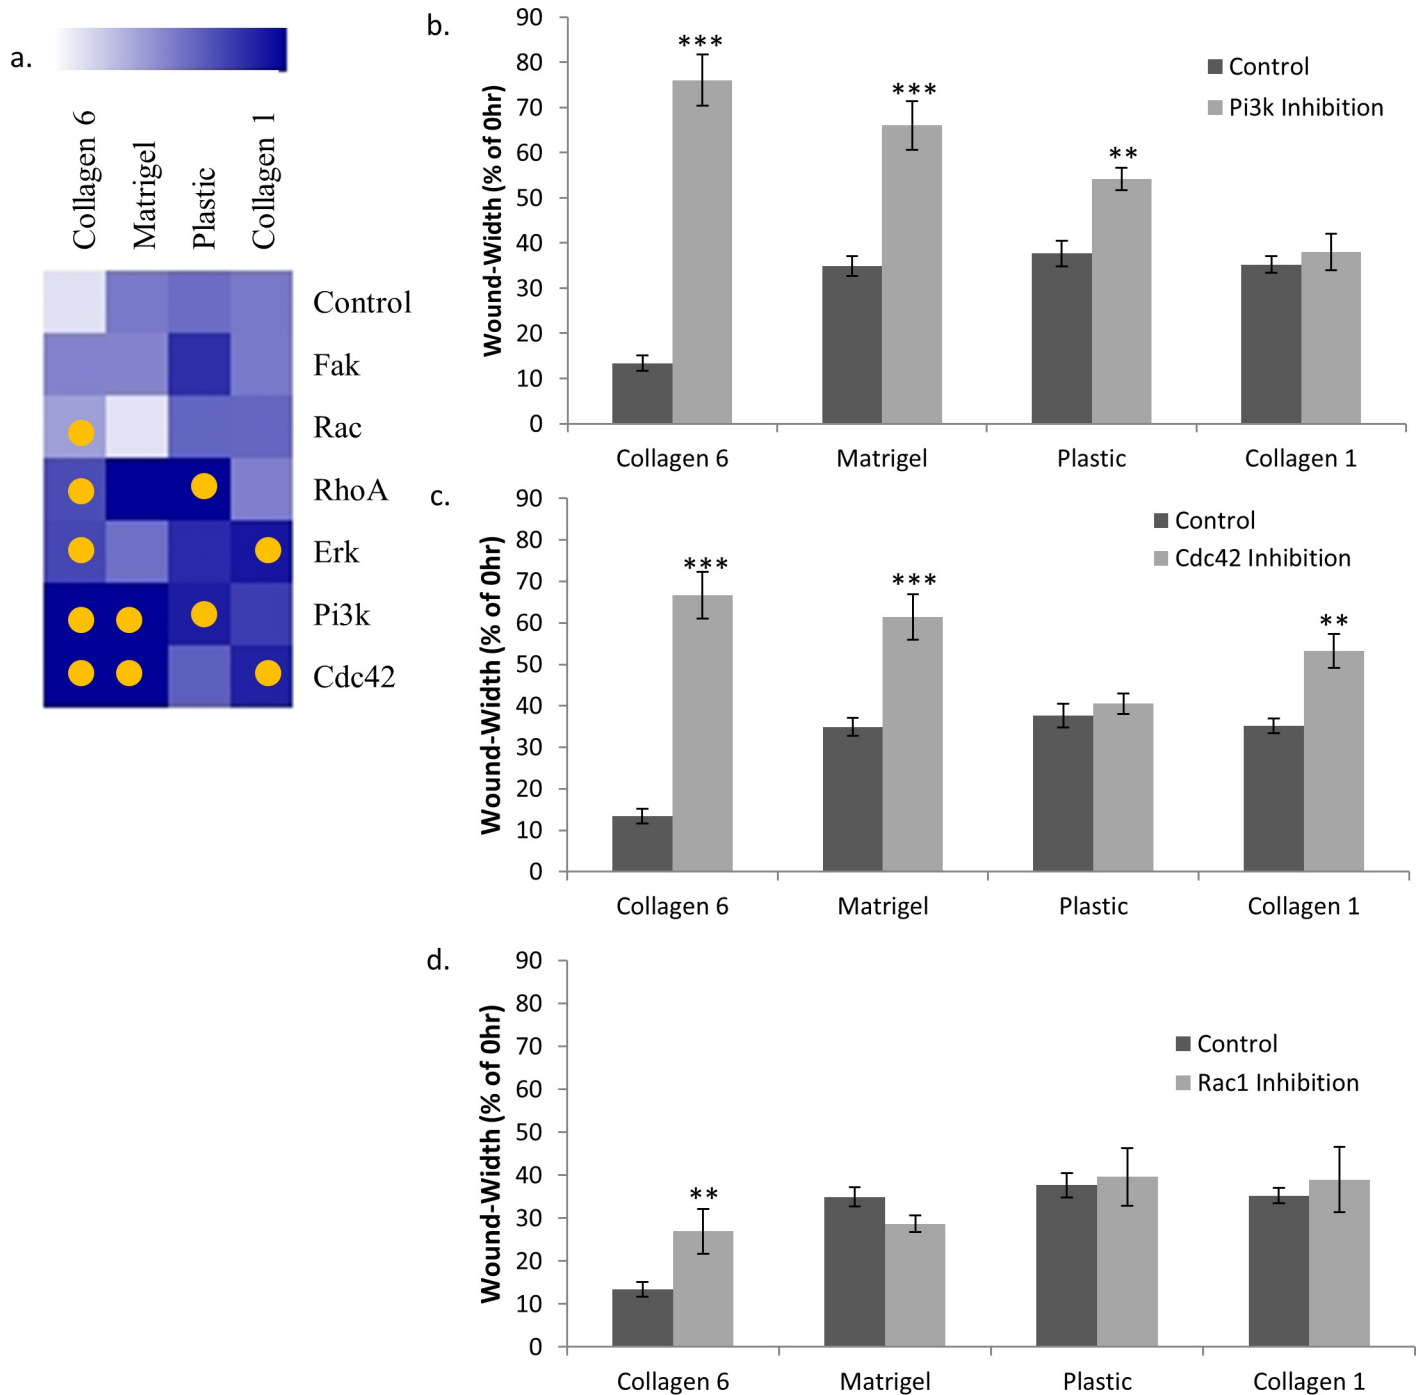 a.
Collagen 6
Matrigel
Plastic
Collagen 1
Control
Fak
Rac
RhoA
Erk
Pi3k
Cdc42
b.
Wound-Width (% of 0hr)
90
80
70
60
50
40
30
20
10
0
***
***
**
Control
Pi3k Inhibition
Collagen 6 Matrigel Plastic Collagen 1
c.
Wound-Width (% of 0hr)
90
80
70
60
50
40
30
20
10
0
***
***
**
Control
Cdc42 Inhibition
Collagen 6 Matrigel Plastic Collagen 1
d.
Wound-Width (% of 0hr)
90
80
70
60
50
40
30
20
10
0
**
Control
Rac1 Inhibition
Collagen 6 Matrigel Plastic Collagen 1